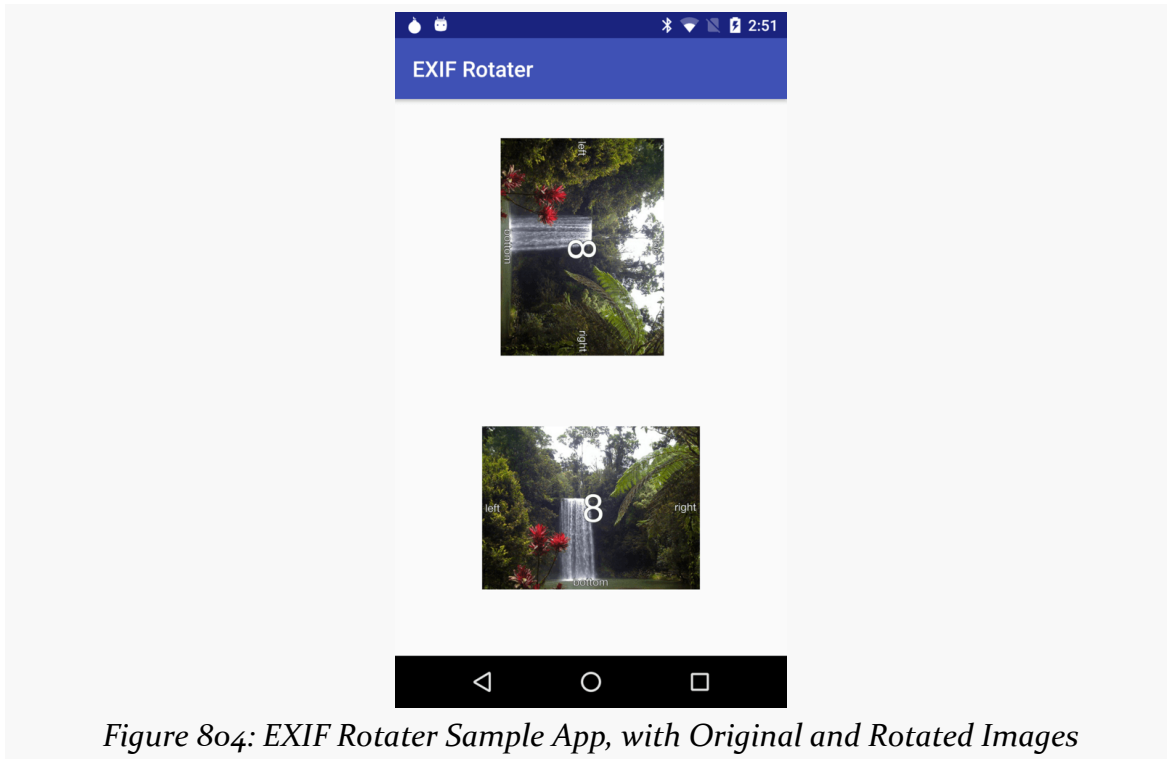 2:51
EXIF Rotater
left
8
bottom
right
8
left
right
bottom
Figure 804: EXIF Rotater Sample App, with Original and Rotated Images